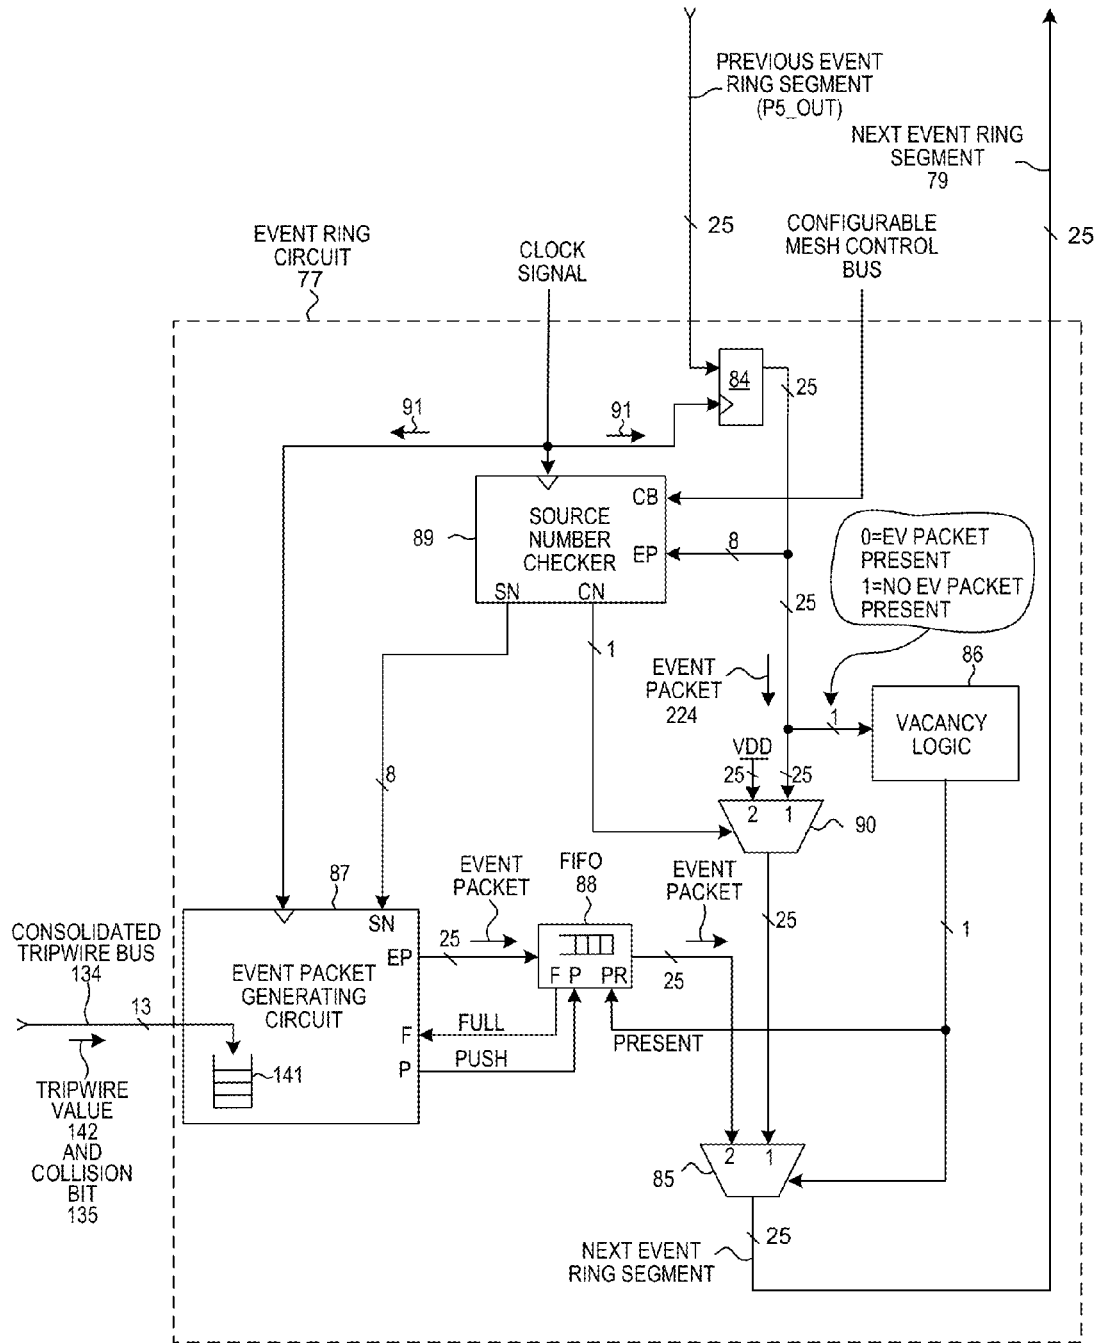 PREVIOUS EVENT
RING SEGMENT
(P5_OUT)
NEXT EVENT RING
SEGMENT
79
25
25
CONFIGURABLE
MESH CONTROL
BUS
EVENT RING
CIRCUIT
77
CLOCK
SIGNAL
84
25
91
91
CB
SOURCE
NUMBER
CHECKER
89
EP
8
SN
CN
0=EV PACKET
PRESENT
1=NO EV PACKET
PRESENT
25
1
EVENT
PACKET
224
86
1
VACANCY
LOGIC
VDD
25
25
8
2
1
90
87
EVENT
PACKET
FIFO
88
EVENT
PACKET
25
1
SN
CONSOLIDATED
TRIPWIRE BUS
134
EP
25
EVENT PACKET
GENERATING
CIRCUIT
F
P
PR
25
13
F
FULL
PRESENT
P
PUSH
141
TRIPWIRE
VALUE
142
AND
COLLISION
BIT
135
85
2
1
25
NEXT EVENT
RING SEGMENT